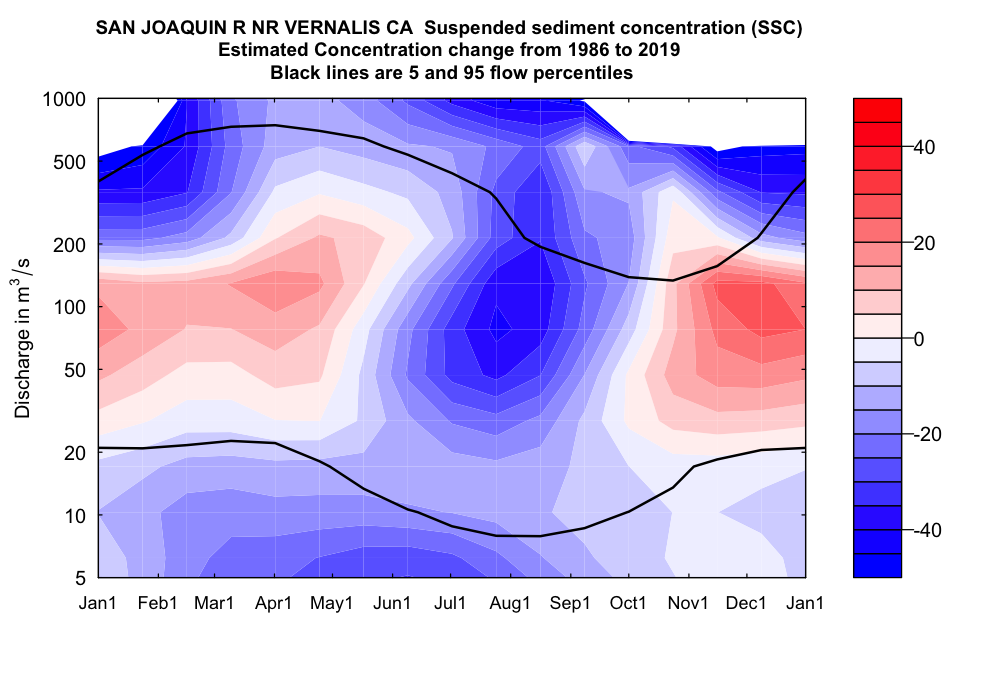 SAN JOAQUIN R NR VERNALIS CA  Suspended sediment concentration (SSC)
Estimated Concentration change from 1986 to 2019
Black lines are 5 and 95 flow percentiles
Discharge in m³/s
1000
500
200
100
50
20
10
5
Jan1 Feb1 Mar1 Apr1 May1 Jun1 Jul1 Aug1 Sep1 Oct1 Nov1 Dec1 Jan1
40
20
0
-20
-40